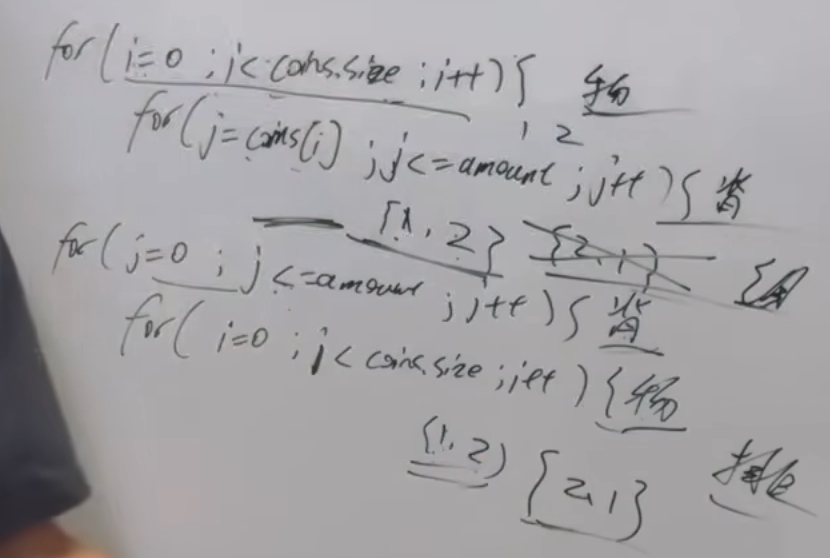 for(i=0 ; i<coins.size ; i++){ 物
1 2
for(j=coins[i] ; j<=amount ; j++){ 背
{1, 2} {2, 1}
for(j=0 ; j<=amount ; j++){ 背
for(i=0 ; i<coins.size ; i++){物
{1, 2} {2, 1} 排